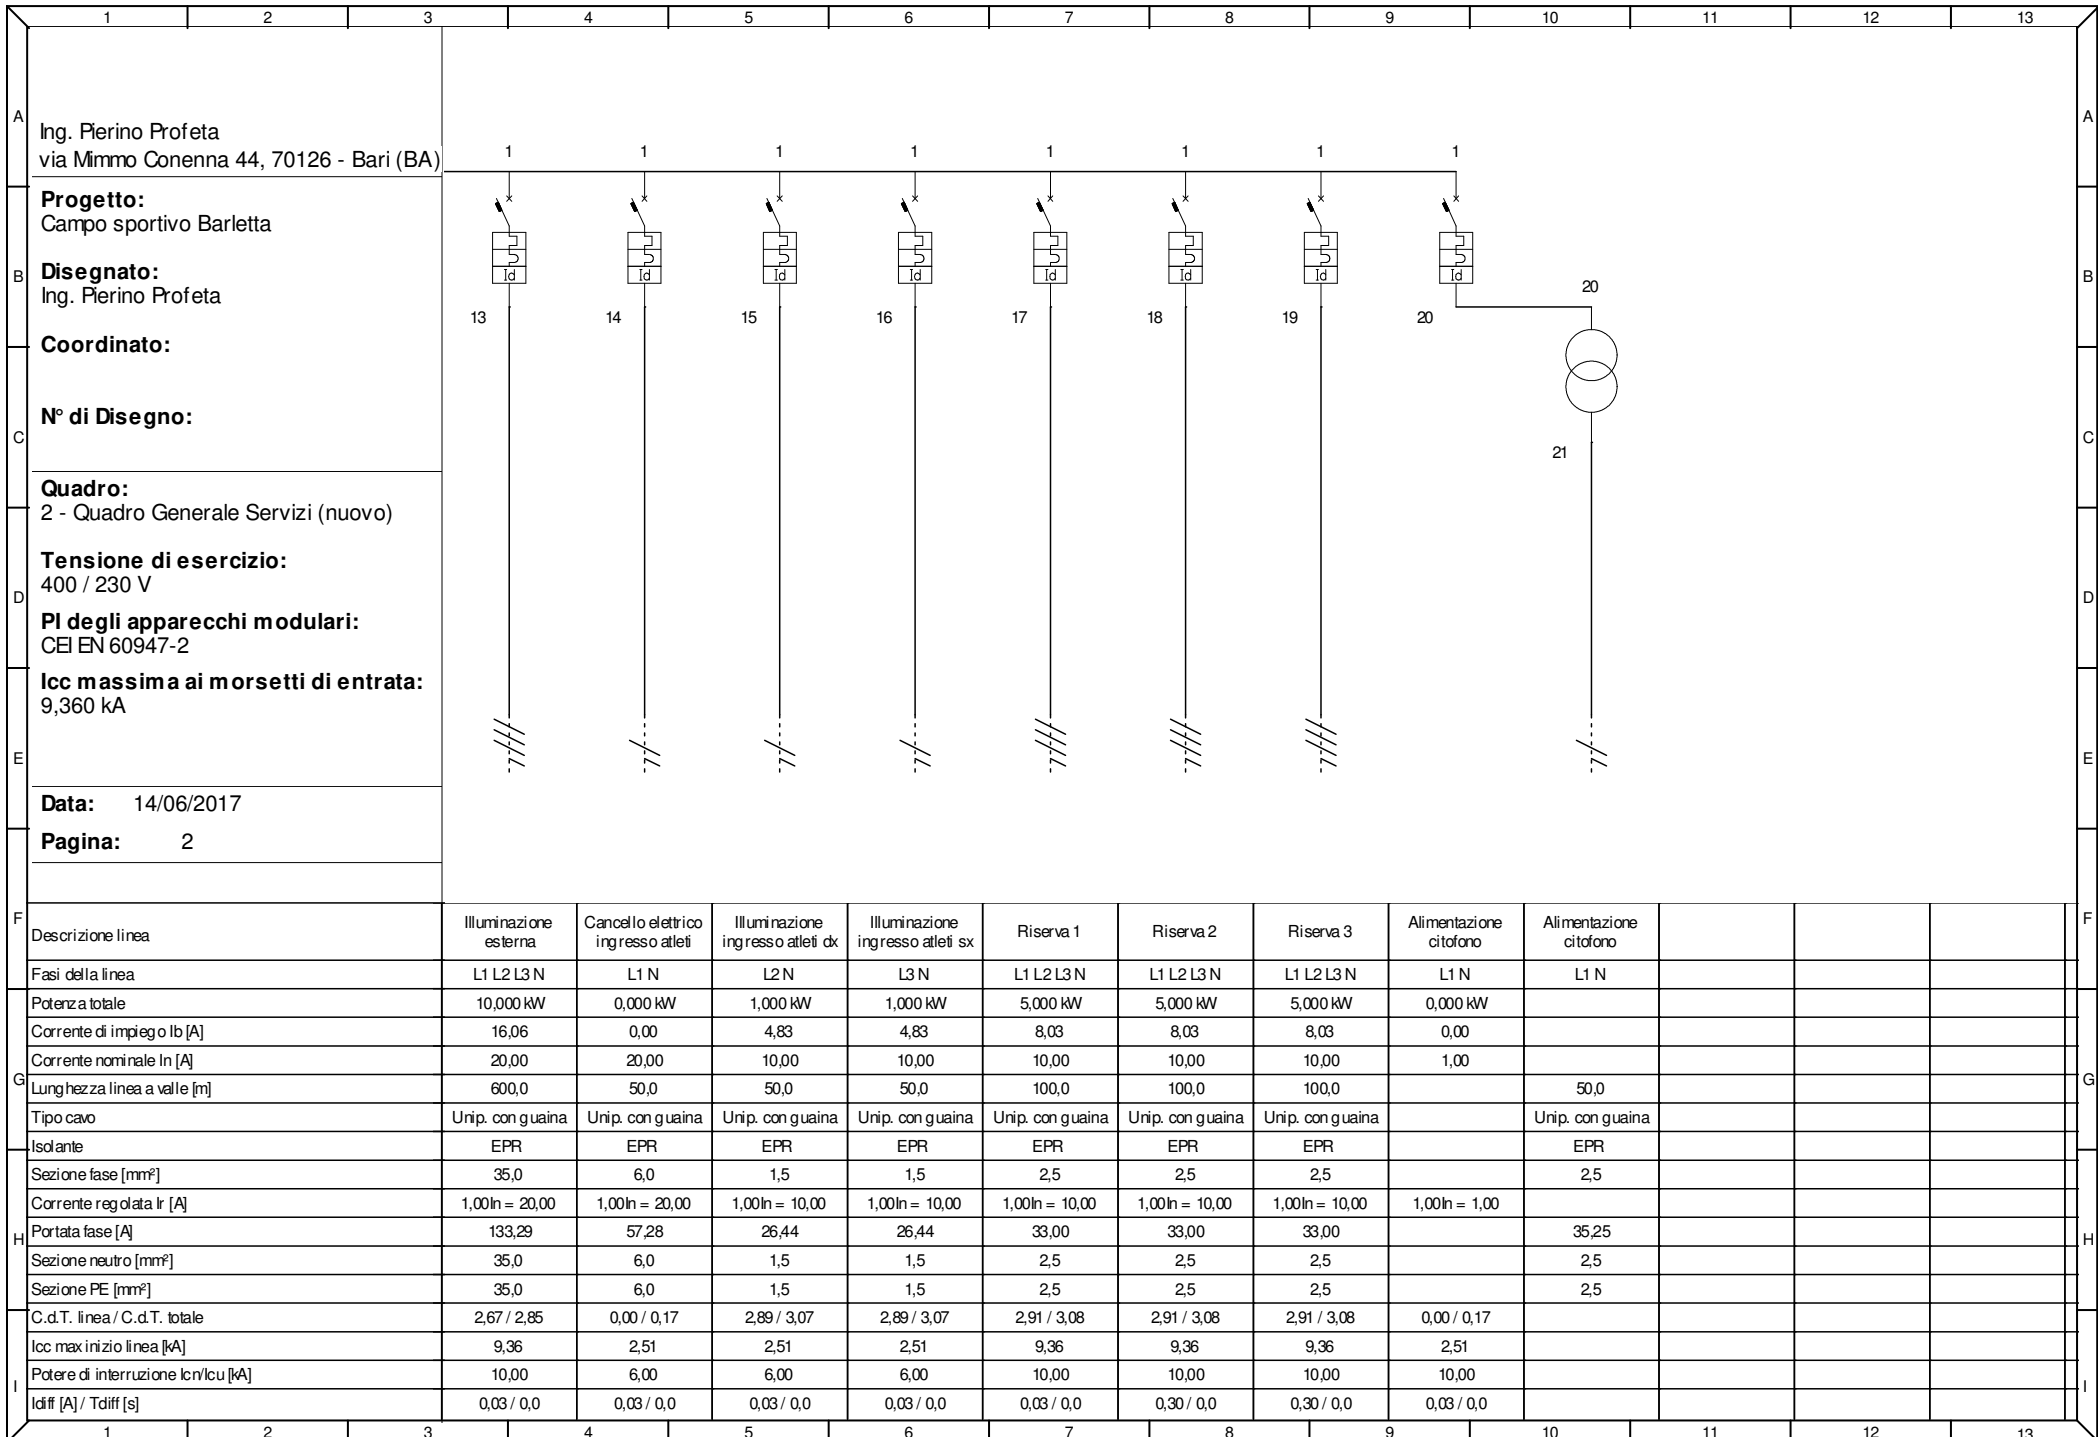 1 2 3 4 5 6 7 8 9 10 11 12 13
A A
Ing. Pierino Profeta
via Mimmo Conenna 44, 70126 - Bari (BA)
1 1 1 1 1 1 1 1
Progetto:
Campo sportivo Barletta
B B
Disegnato:
Ing. Pierino Profeta
Id Id Id Id Id Id Id Id
20
13 14 15 16 17 18 19 20
Coordinato:
N° di Disegno:
C C
21
Quadro:
2 - Quadro Generale Servizi (nuovo)
Tensione di esercizio:
400 / 230 V
D D
PI degli apparecchi modulari:
CEI EN 60947-2
Icc massima ai morsetti di entrata:
9,360 kA
E E
Data: 14/06/2017
Pagina: 2
F F
Descrizione linea Illuminazione esterna Cancello elettrico ingresso atleti Illuminazione ingresso atleti dx Illuminazione ingresso atleti sx Riserva 1 Riserva 2 Riserva 3 Alimentazione citofono Alimentazione citofono
Fasi della linea L1 L2 L3 N L1 N L2 N L3 N L1 L2 L3 N L1 L2 L3 N L1 L2 L3 N L1 N L1 N
Potenza totale 10,000 kW 0,000 kW 1,000 kW 1,000 kW 5,000 kW 5,000 kW 5,000 kW 0,000 kW
Corrente di impiego Ib [A] 16,06 0,00 4,83 4,83 8,03 8,03 8,03 0,00
Corrente nominale In [A] 20,00 20,00 10,00 10,00 10,00 10,00 10,00 1,00
G G
Lunghezza linea a valle [m] 600,0 50,0 50,0 50,0 100,0 100,0 100,0 50,0
Tipo cavo Unip. con guaina Unip. con guaina Unip. con guaina Unip. con guaina Unip. con guaina Unip. con guaina Unip. con guaina Unip. con guaina
Isolante EPR EPR EPR EPR EPR EPR EPR EPR
Sezione fase [mm²] 35,0 6,0 1,5 1,5 2,5 2,5 2,5 2,5
Corrente regolata Ir [A] 1,00In = 20,00 1,00In = 20,00 1,00In = 10,00 1,00In = 10,00 1,00In = 10,00 1,00In = 10,00 1,00In = 10,00 1,00In = 1,00
H H
Portata fase [A] 133,29 57,28 26,44 26,44 33,00 33,00 33,00 35,25
Sezione neutro [mm²] 35,0 6,0 1,5 1,5 2,5 2,5 2,5 2,5
Sezione PE [mm²] 35,0 6,0 1,5 1,5 2,5 2,5 2,5 2,5
C.d.T. linea / C.d.T. totale 2,67 / 2,85 0,00 / 0,17 2,89 / 3,07 2,89 / 3,07 2,91 / 3,08 2,91 / 3,08 2,91 / 3,08 0,00 / 0,17
Icc max inizio linea [kA] 9,36 2,51 2,51 2,51 9,36 9,36 9,36 2,51
Potere di interruzione Icn/Icu [kA] 10,00 6,00 6,00 6,00 10,00 10,00 10,00 10,00
I I
Idiff [A] / Tdiff [s] 0,03 / 0,0 0,03 / 0,0 0,03 / 0,0 0,03 / 0,0 0,03 / 0,0 0,30 / 0,0 0,30 / 0,0 0,03 / 0,0
1 2 3 4 5 6 7 8 9 10 11 12 13